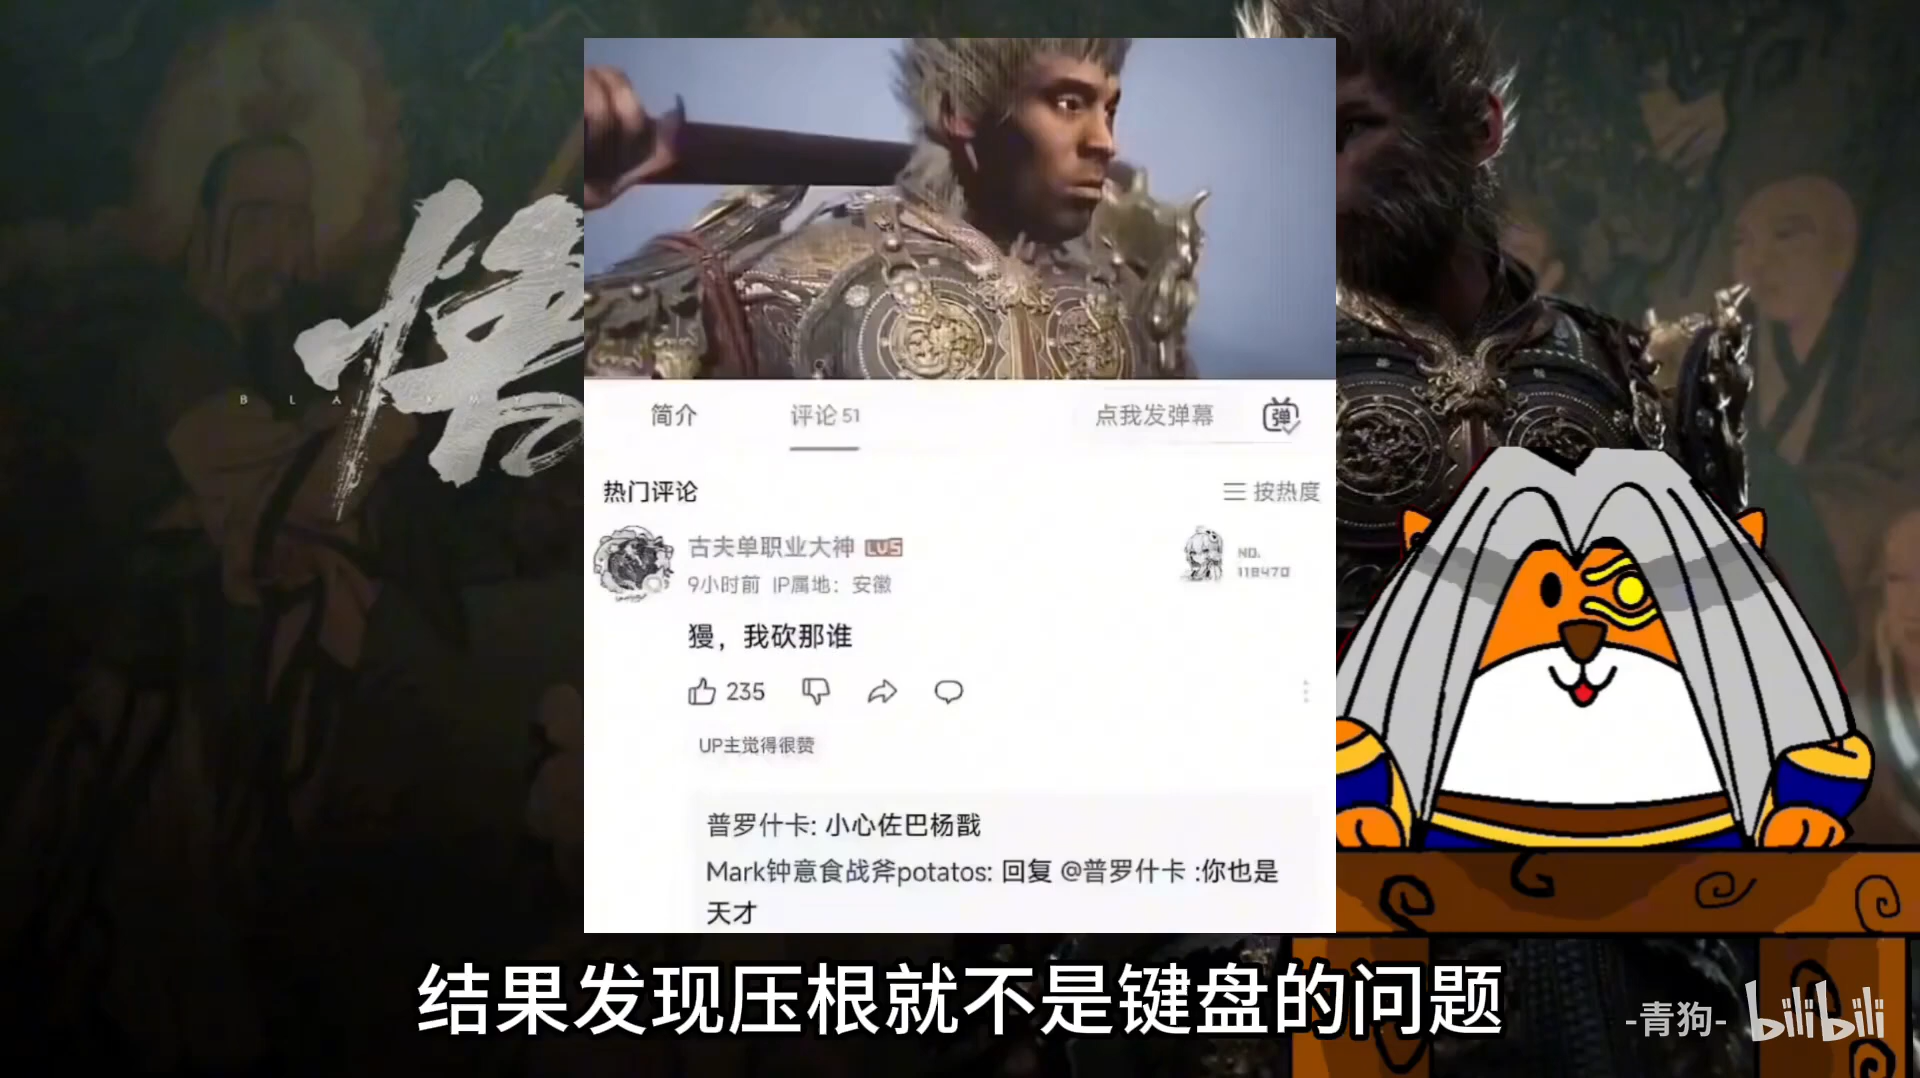 悟
简介 评论 51 点我发弹幕 弹
热门评论 按热度
古夫单职业大神 LV5
NO.
118470
9小时前 IP属地：安徽
獌，我砍那谁
235
UP主觉得很赞
普罗什卡: 小心佐巴杨戬
Mark钟意食战斧potatos: 回复 @普罗什卡 :你也是
天才
结果发现压根就不是键盘的问题
-青狗- bilibili